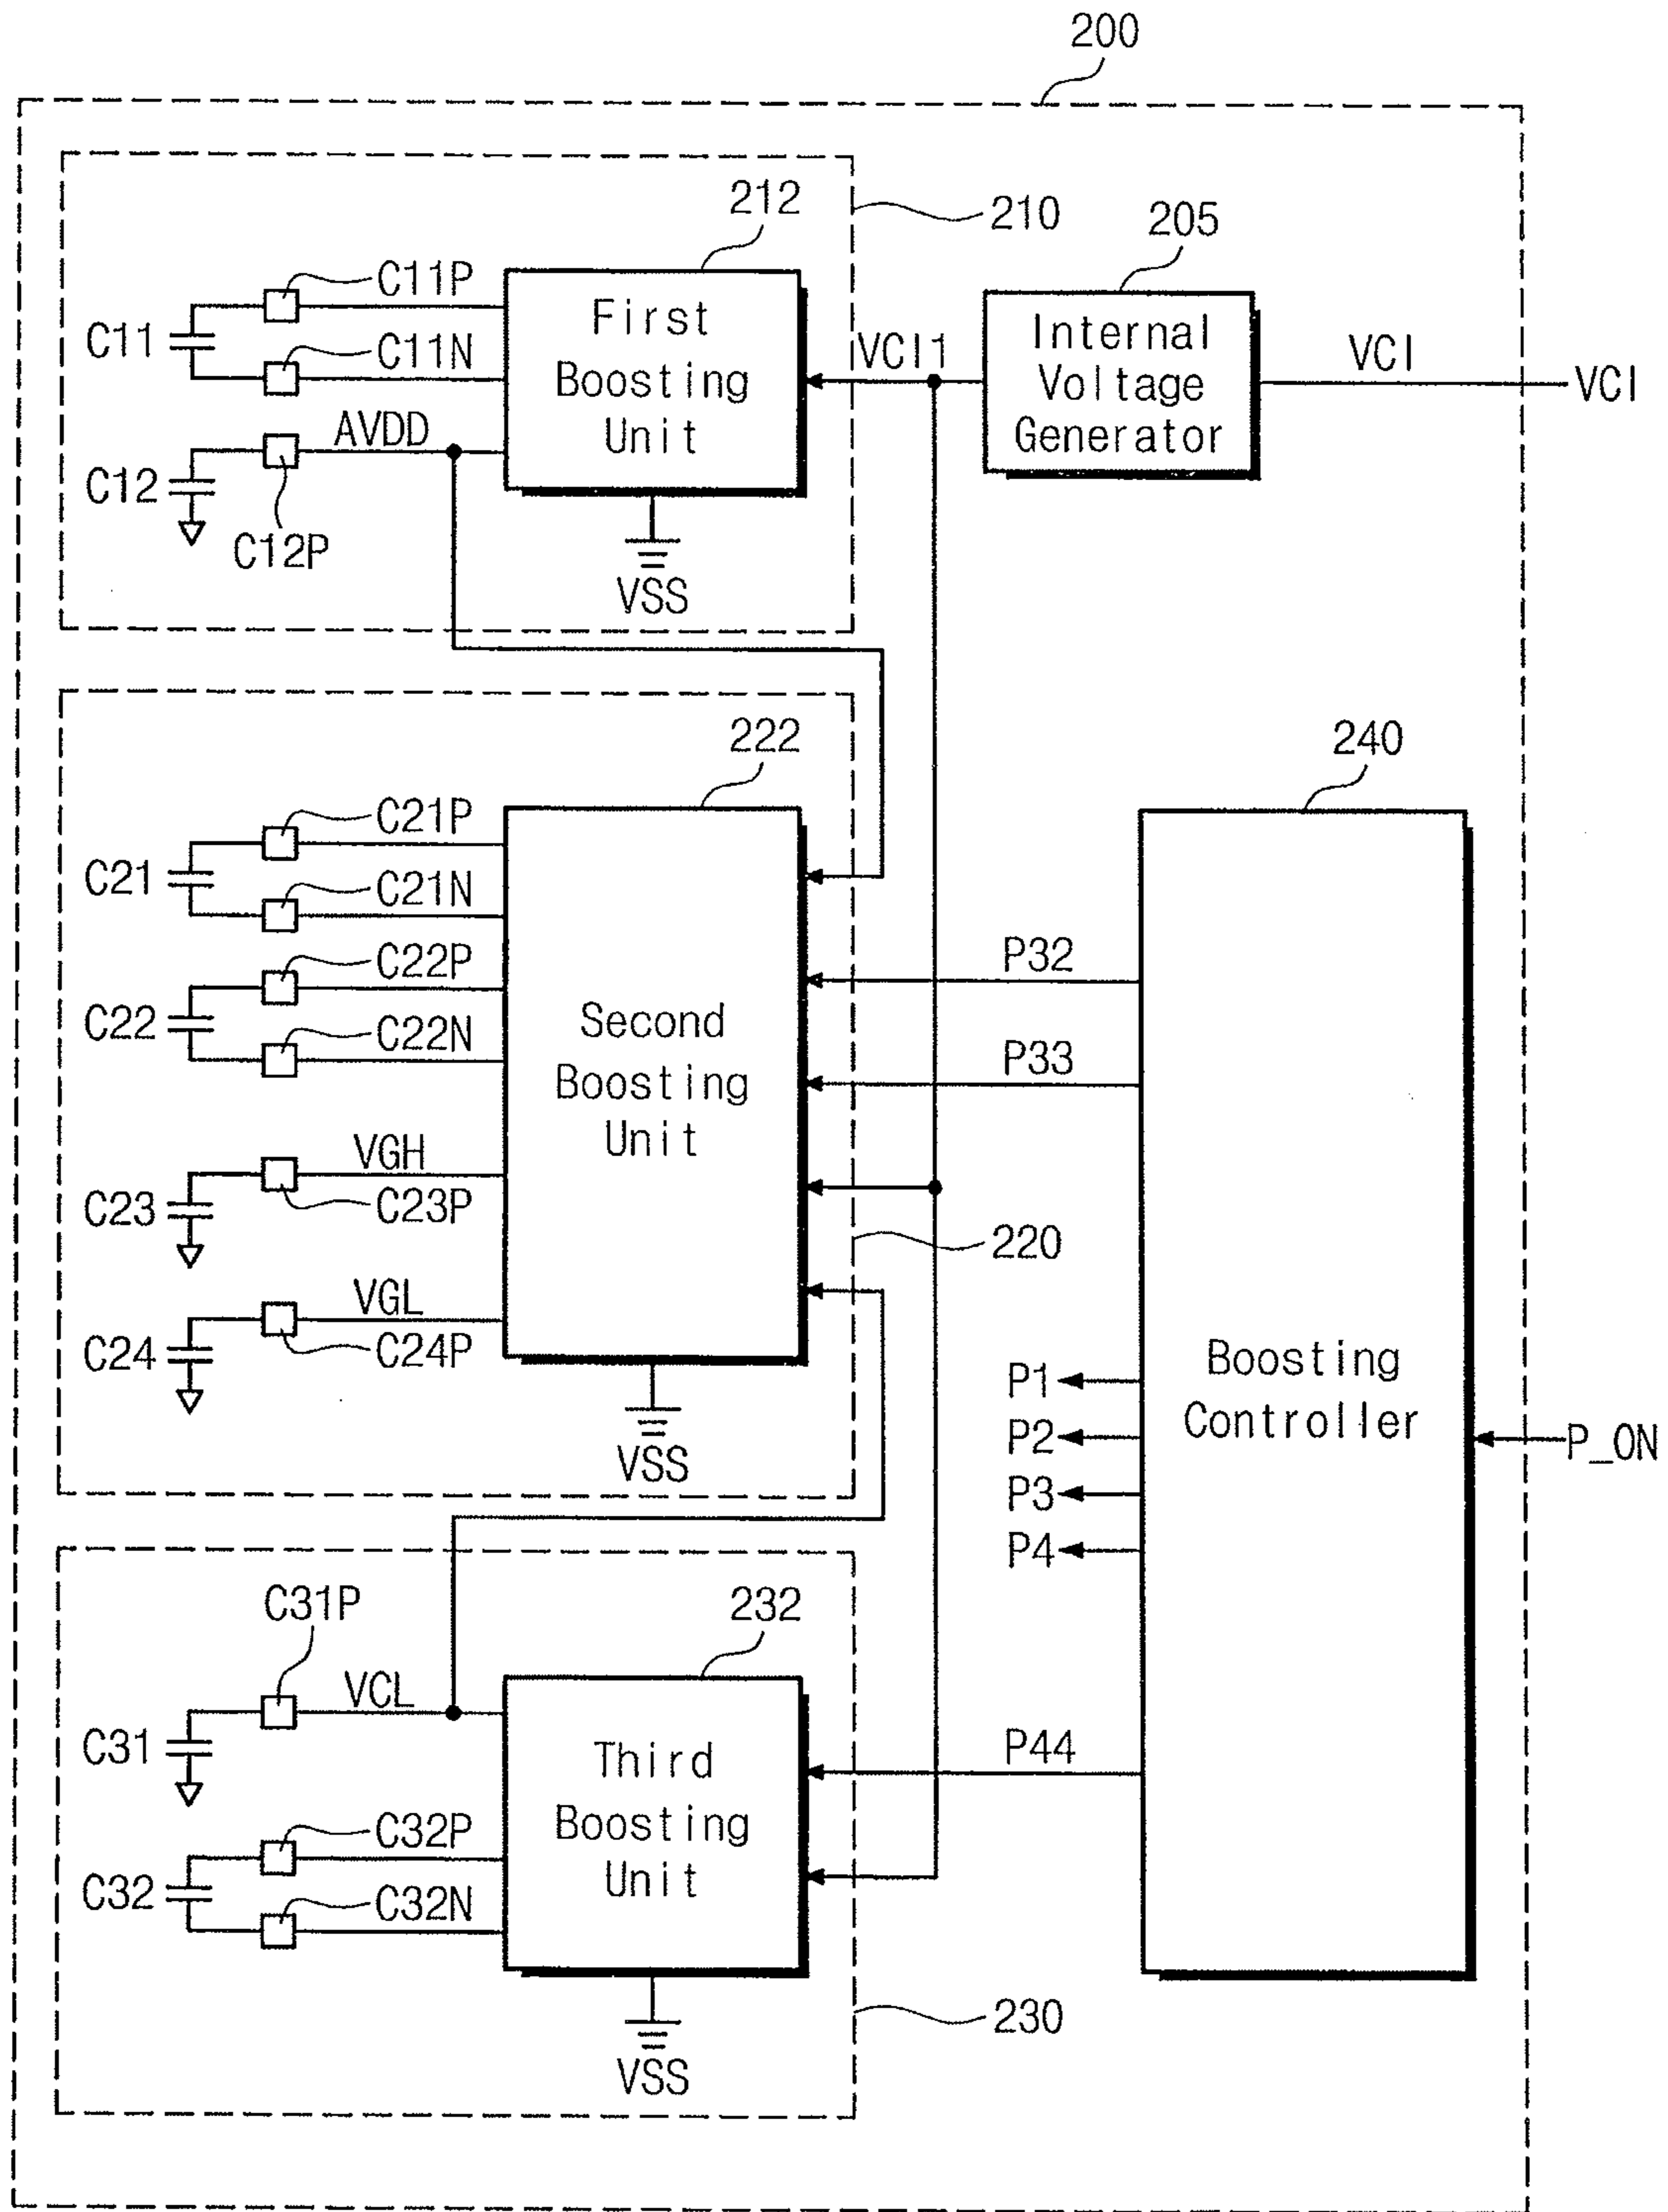 200
212
210
205
C11P
C11
C11N
First
Boosting
Unit
VCI1
Internal
Voltage
Generator
VCI
VCI
AVDD
C12
C12P
VSS
222
240
C21P
C21
C21N
P32
C22P
C22
C22N
Second
Boosting
Unit
P33
VGH
C23
C23P
220
VGL
C24
C24P
VSS
Boosting
Controller
P1
P2
P3
P4
P_ON
C31P
232
VCL
C31
P44
Third
Boosting
Unit
C32P
C32
C32N
230
VSS